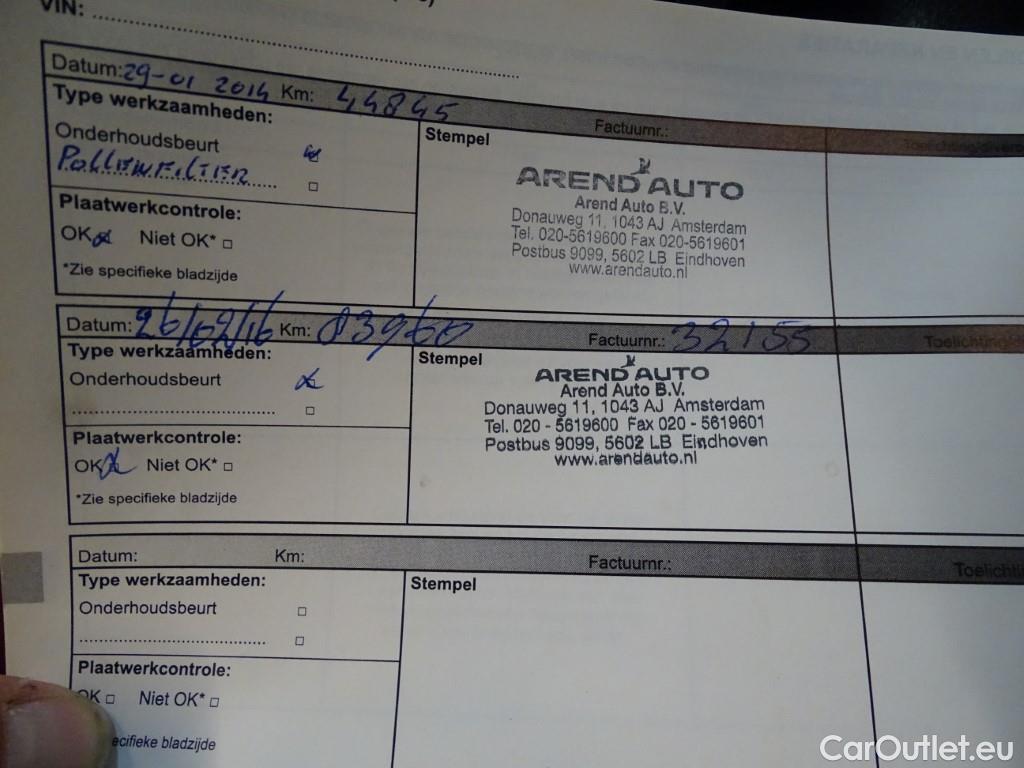 VIN: ........................
Datum: 29-01 2014 Km: 44845 Factuurnr.:
Type werkzaamheden:
Stempel
Onderhoudsbeurt
POLLENFILTER
Plaatwerkcontrole:
OK Niet OK*
*Zie specifieke bladzijde
AREND AUTO
Arend Auto B.V.
Donauweg 11, 1043 AJ Amsterdam
Tel. 020-5619600 Fax 020-5619601
Postbus 9099, 5602 LB Eindhoven
www.arendauto.nl
Datum: 26/02/16 Km: 83960 Factuurnr.: 32155
Type werkzaamheden:
Stempel
Onderhoudsbeurt
Plaatwerkcontrole:
OK Niet OK*
*Zie specifieke bladzijde
AREND AUTO
Arend Auto B.V.
Donauweg 11, 1043 AJ Amsterdam
Tel. 020 - 5619600 Fax 020 - 5619601
Postbus 9099, 5602 LB Eindhoven
www.arendauto.nl
Datum: Km: Factuurnr.:
Type werkzaamheden:
Stempel
Onderhoudsbeurt
Plaatwerkcontrole:
OK Niet OK*
ecifieke bladzijde
CarOutlet.eu